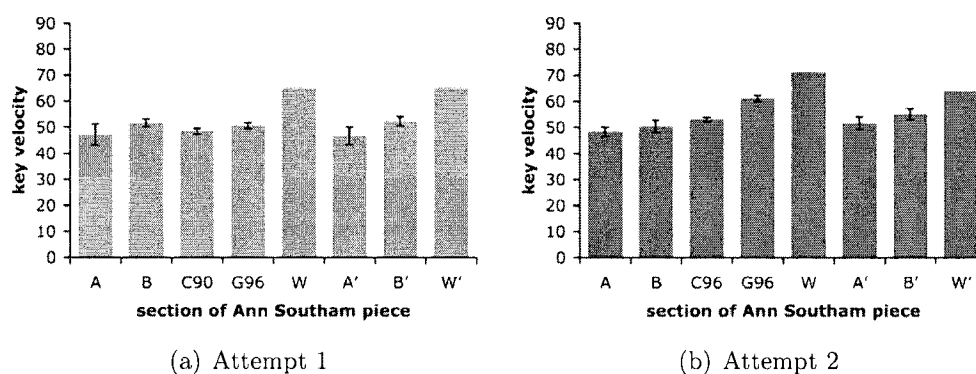 90
80
70
60
50
40
30
20
10
0
key velocity
A B C90 G96 W A' B' W'
section of Ann Southam piece
(a) Attempt 1
90
80
70
60
50
40
30
20
10
0
key velocity
A B C96 G96 W A' B' W'
section of Ann Southam piece
(b) Attempt 2